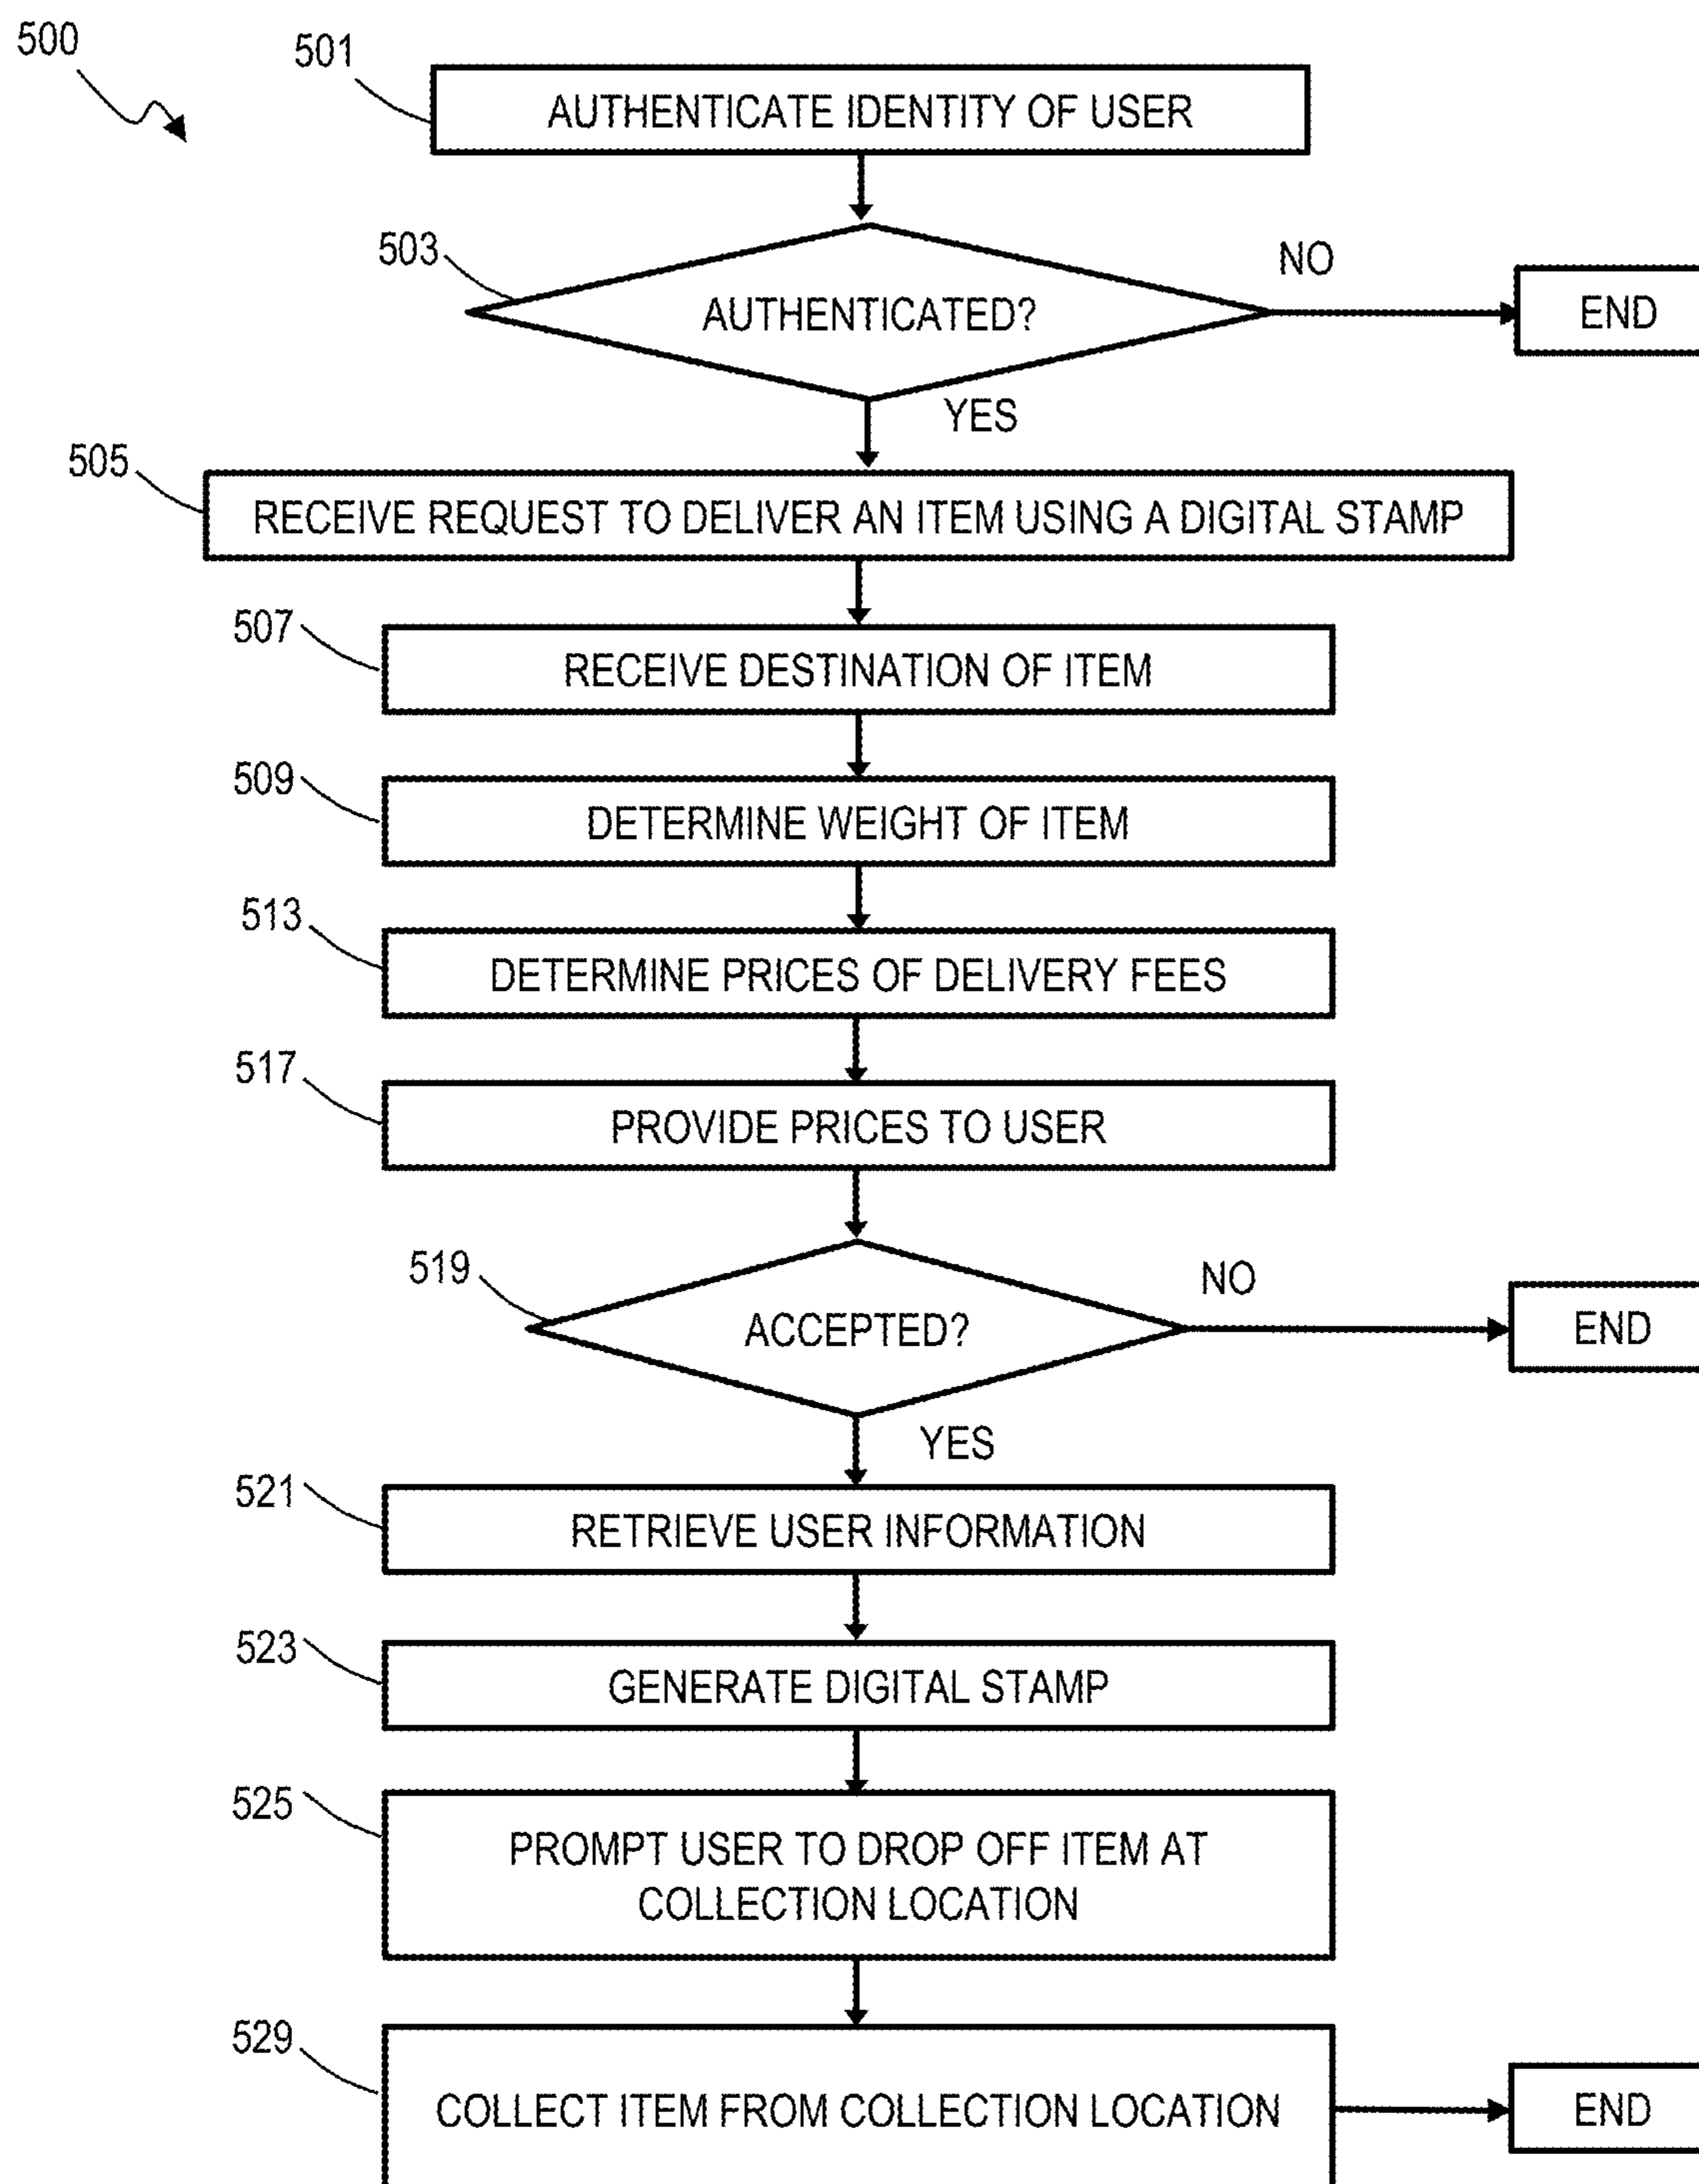 500
501
AUTHENTICATE IDENTITY OF USER
503
AUTHENTICATED?
NO
END
YES
505
RECEIVE REQUEST TO DELIVER AN ITEM USING A DIGITAL STAMP
507
RECEIVE DESTINATION OF ITEM
509
DETERMINE WEIGHT OF ITEM
513
DETERMINE PRICES OF DELIVERY FEES
517
PROVIDE PRICES TO USER
519
ACCEPTED?
NO
END
YES
521
RETRIEVE USER INFORMATION
523
GENERATE DIGITAL STAMP
525
PROMPT USER TO DROP OFF ITEM AT
COLLECTION LOCATION
529
COLLECT ITEM FROM COLLECTION LOCATION
END